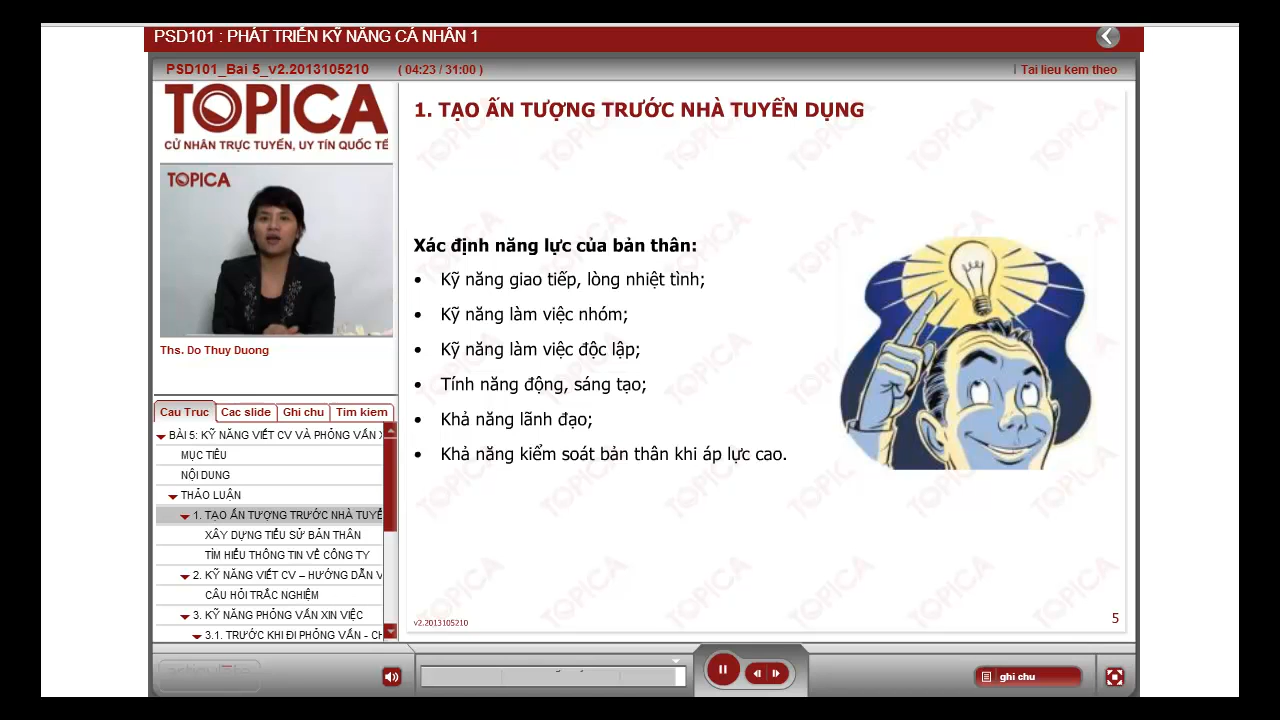 PSD101 : PHÁT TRIỂN KỸ NĂNG CÁ NHÂN 1
PSD101_Bai 5_v2.2013105210
( 04:23 / 31:00 )
Tai lieu kem theo
TOPICA
CỬ NHÂN TRỰC TUYẾN, UY TÍN QUỐC TẾ
TOPICA
Ths. Do Thuy Duong
Cau Truc
Cac slide
Ghi chu
Tim kiem
BÀI 5: KỸ NĂNG VIẾT CV VÀ PHỎNG VẤN X
MỤC TIÊU
NỘI DUNG
THẢO LUẬN
1. TẠO ẤN TƯỢNG TRƯỚC NHÀ TUYỂ
XÂY DỰNG TIỂU SỬ BẢN THÂN
TÌM HIỂU THÔNG TIN VỀ CÔNG TY
2. KỸ NĂNG VIẾT CV – HƯỚNG DẪN V
CÂU HỎI TRẮC NGHIỆM
3. KỸ NĂNG PHỎNG VẤN XIN VIỆC
3.1. TRƯỚC KHI ĐI PHỎNG VẤN - CH
1. TẠO ẤN TƯỢNG TRƯỚC NHÀ TUYỂN DỤNG
Xác định năng lực của bản thân:
• Kỹ năng giao tiếp, lòng nhiệt tình;
• Kỹ năng làm việc nhóm;
• Kỹ năng làm việc độc lập;
• Tính năng động, sáng tạo;
• Khả năng lãnh đạo;
• Khả năng kiểm soát bản thân khi áp lực cao.
v2.2013105210
5
ghi chu